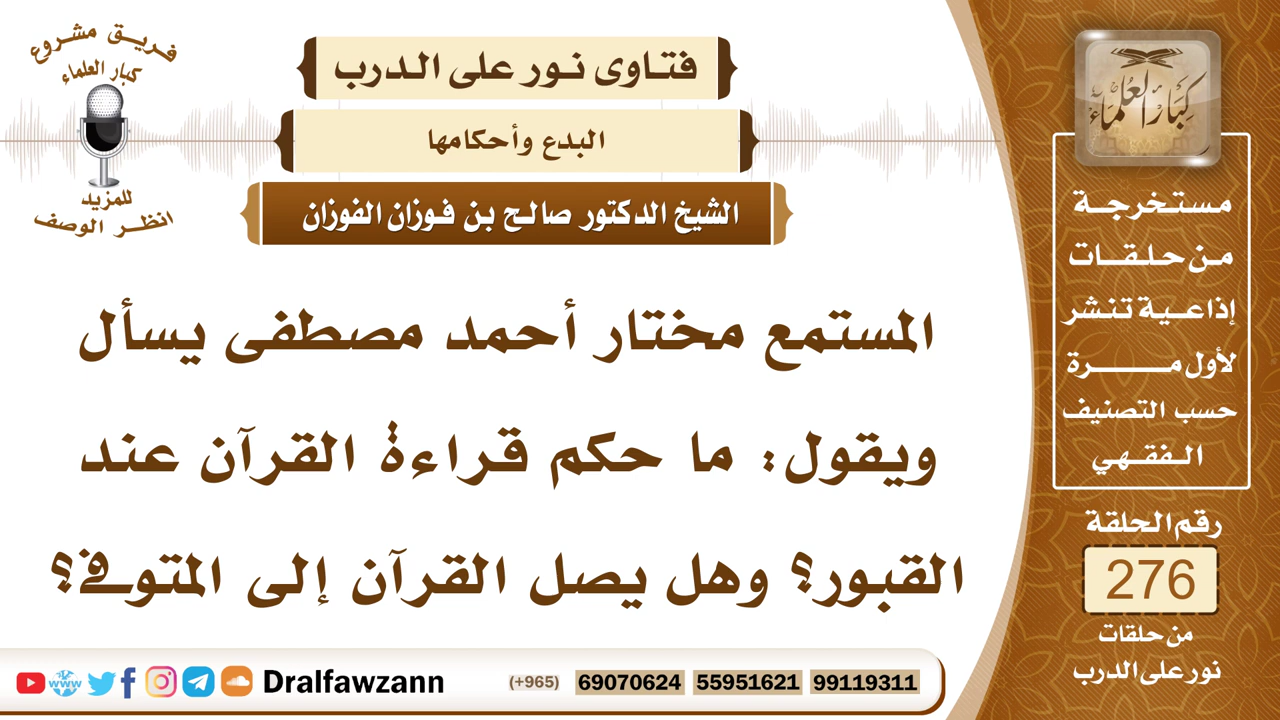 فريق مشروع
كبار العلماء
للمزيد
انظر الوصف
فتاوى نور على الدرب
البدع وأحكامها
الشيخ الدكتور صالح بن فوزان الفوزان
المستمع مختار أحمد مصطفى يسأل
ويقول: ما حكم قراءة القرآن عند
القبور؟ وهل يصل القرآن إلى المتوفى؟
كبار العلماء
مستخرجة
من حلقات
إذاعية تنشر
لأول مرة
حسب التصنيف
الفقهي
رقم الحلقة
276
من حلقات
نور على الدرب
www Dralfawzann (+965) 69070624 55951621 99119311